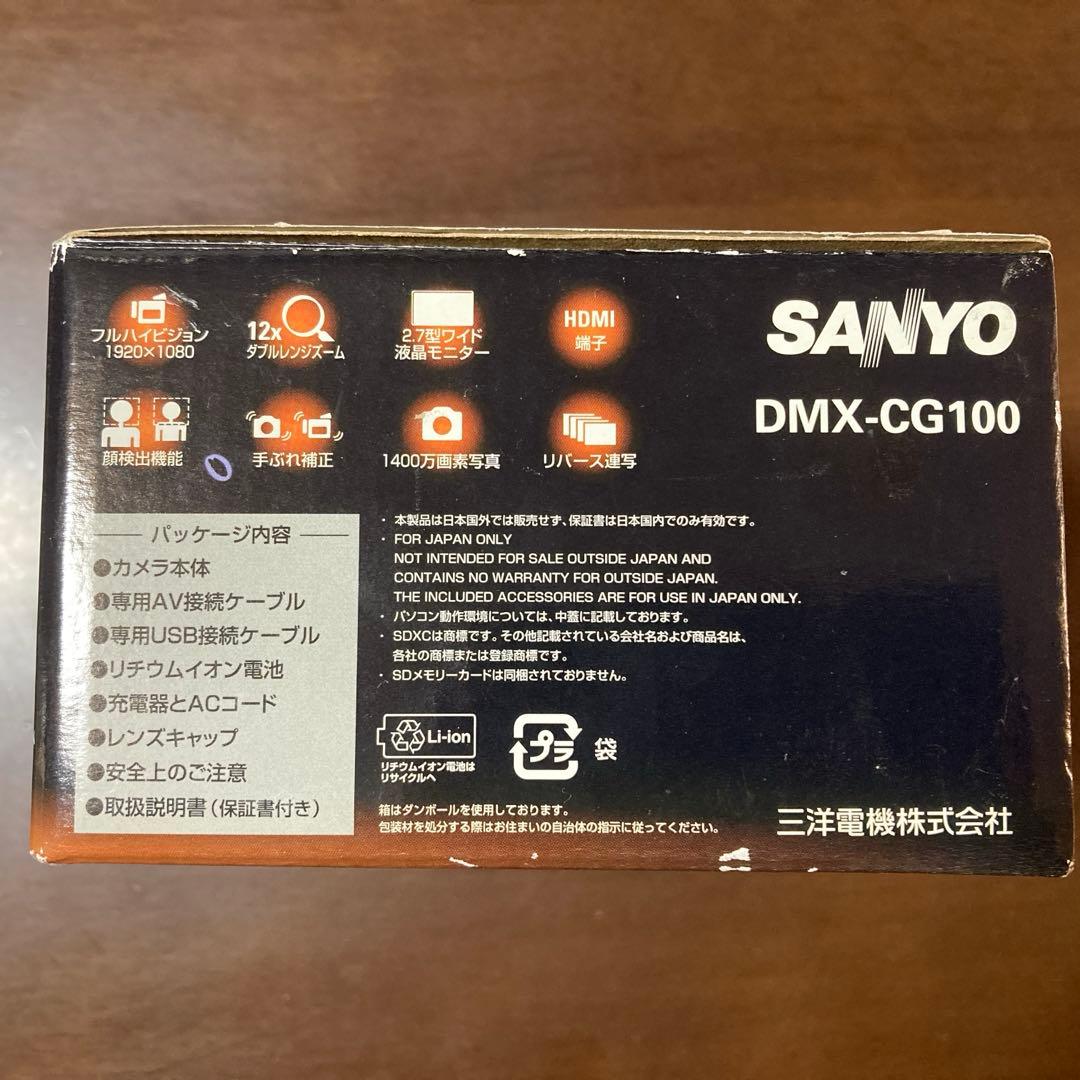 フルハイビジョン
1920×1080
12x
ダブルレンジズーム
2.7型ワイド
液晶モニター
HDMI
端子
SANYO
DMX-CG100
顔検出機能
手ぶれ補正
1400万画素写真
リバース連写
パッケージ内容
●カメラ本体
●専用AV接続ケーブル
●専用USB接続ケーブル
●リチウムイオン電池
●充電器とACコード
●レンズキャップ
●安全上のご注意
●取扱説明書(保証書付き)
・本製品は日本国外では販売せず、保証書は日本国内でのみ有効です。
・FOR JAPAN ONLY
NOT INTENDED FOR SALE OUTSIDE JAPAN AND
CONTAINS NO WARRANTY FOR OUTSIDE JAPAN.
THE INCLUDED ACCESSORIES ARE FOR USE IN JAPAN ONLY.
・パソコン動作環境については、中蓋に記載しております。
・SDXCは商標です。その他記載されている会社名および商品名は、
各社の商標または登録商標です。
・SDメモリーカードは同梱されておりません。
Li-ion
リチウムイオン電池は
リサイクルへ
プラ
袋
箱はダンボールを使用しております。
包装材を処分する際はお住まいの自治体の指示に従ってください。
三洋電機株式会社